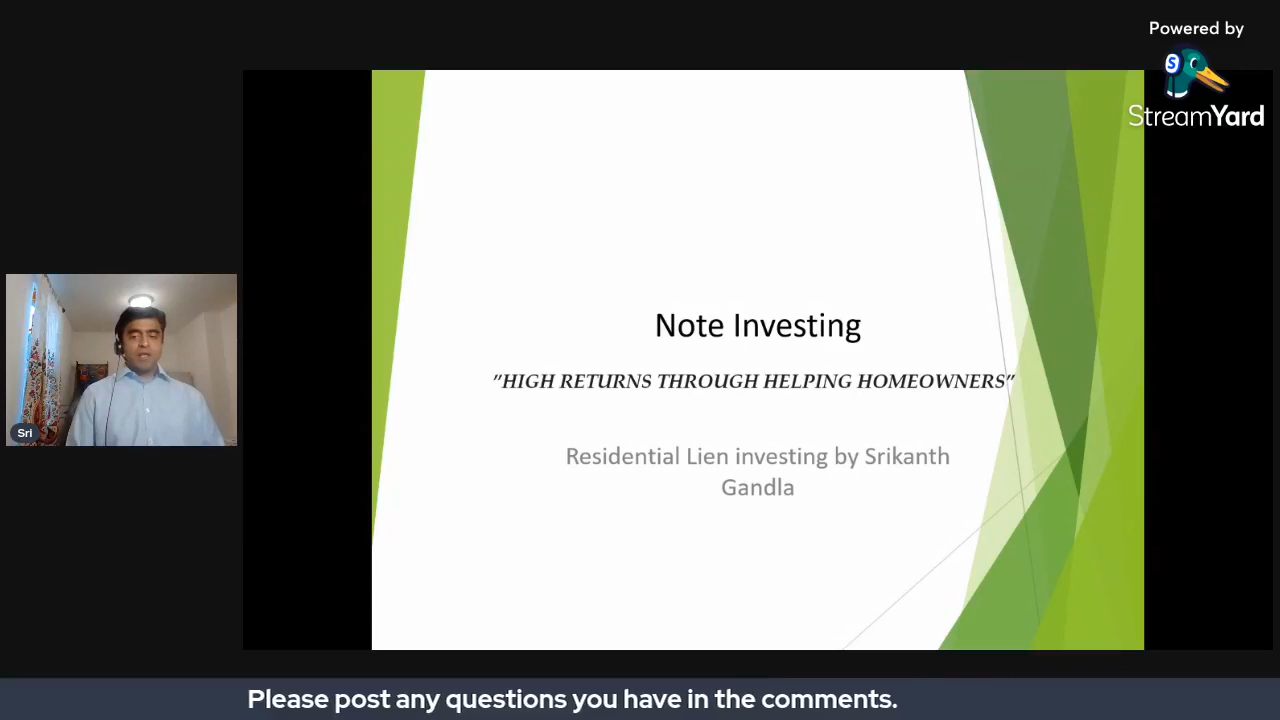 Powered by
S
StreamYard
Note Investing
"HIGH RETURNS THROUGH HELPING HOMEOWNERS"
Residential Lien investing by Srikanth
Gandla
Sri
Please post any questions you have in the comments.